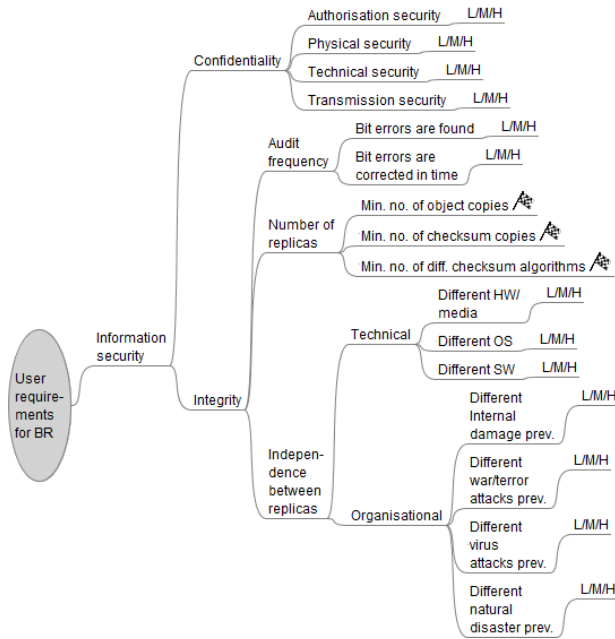 Authorisation security L/M/H
Physical security L/M/H
Confidentiality
Technical security L/M/H
Transmission security L/M/H
Audit
frequency
Bit errors are found L/M/H
Bit errors are
corrected in time
L/M/H
Number of
replicas
Min. no. of object copies
Min. no. of checksum copies
Min. no. of diff. checksum algorithms
User
require-
ments
for BR
Information
security
Integrity
Indepen-
dence
between
replicas
Technical
Different HW/
media
L/M/H
Different OS L/M/H
Different SW L/M/H
Organisational
Different
Internal
damage prev.
L/M/H
Different
war/terror
attacks prev.
L/M/H
Different
virus
attacks prev.
L/M/H
Different
natural
disaster prev.
L/M/H